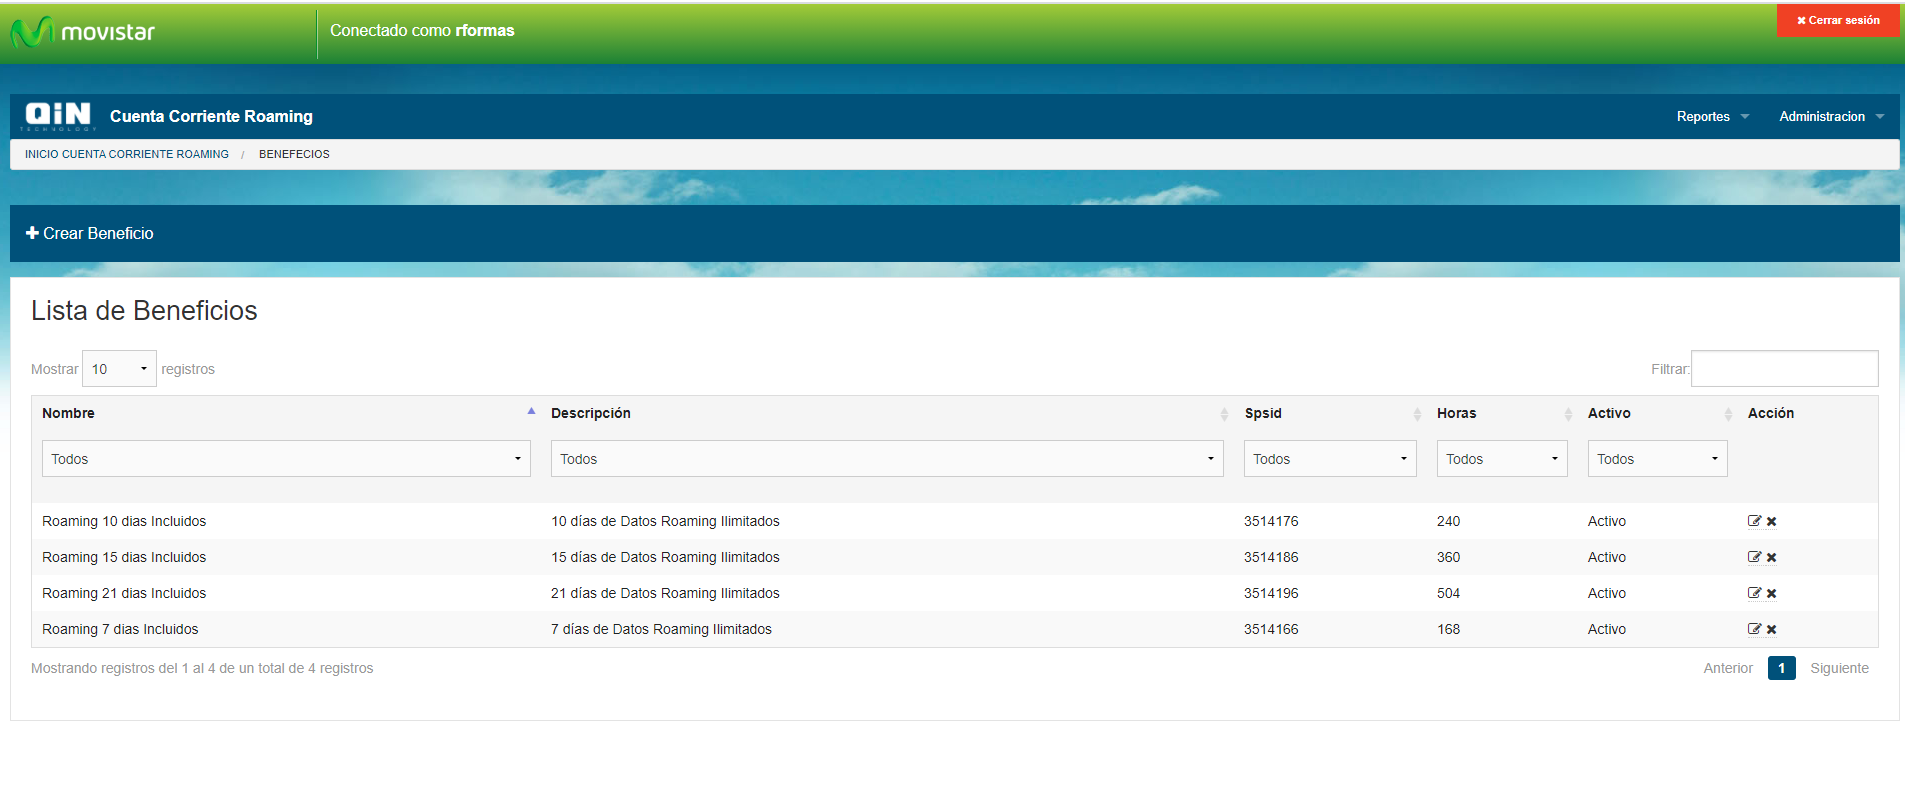 movistar
Conectado como rformas
Cerrar sesión
QiN
TECHNOLOGY
Cuenta Corriente Roaming
Reportes
Administracion
INICIO CUENTA CORRIENTE ROAMING / BENEFECIOS
Crear Beneficio
Lista de Beneficios
Mostrar 10 registros
Filtrar:
Nombre Descripción Spsid Horas Activo Acción
Todos Todos Todos Todos Todos
Roaming 10 dias Incluidos 10 días de Datos Roaming Ilimitados 3514176 240 Activo
Roaming 15 dias Incluidos 15 días de Datos Roaming Ilimitados 3514186 360 Activo
Roaming 21 dias Incluidos 21 días de Datos Roaming Ilimitados 3514196 504 Activo
Roaming 7 dias Incluidos 7 días de Datos Roaming Ilimitados 3514166 168 Activo
Mostrando registros del 1 al 4 de un total de 4 registros
Anterior 1 Siguiente